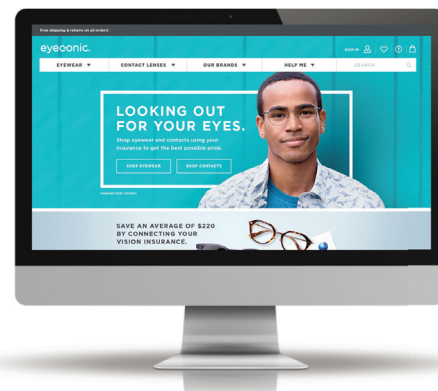 Free shipping & returns on all orders!
eyeconic.
SIGN IN
EYEWEAR ▼ CONTACT LENSES ▼ OUR BRANDS ▼ HELP ME ▼ SEARCH
LOOKING OUT
FOR YOUR EYES.
Shop eyewear and contacts using your
insurance to get the best possible price.
SHOP EYEWEAR SHOP CONTACTS
SAVE AN AVERAGE OF $220
BY CONNECTING YOUR
VISION INSURANCE.